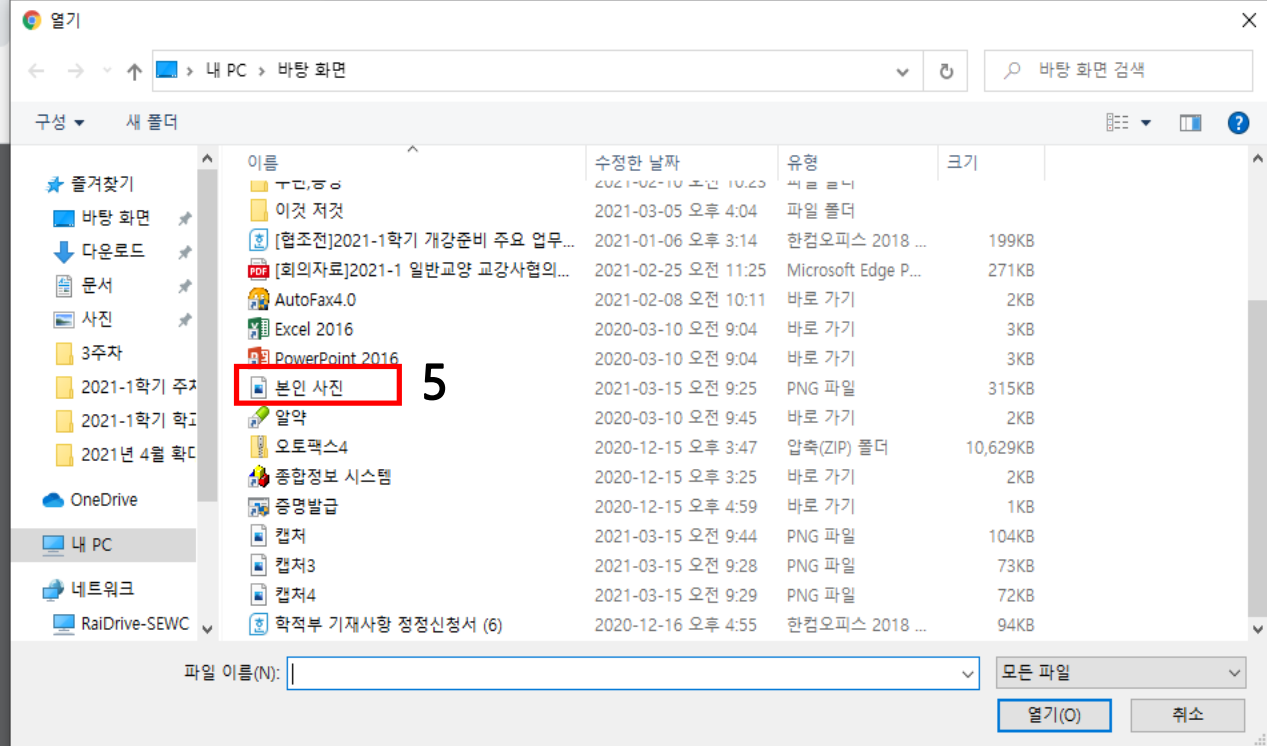 열기
내 PC › 바탕 화면
바탕 화면 검색
구성
새 폴더
즐겨찾기
바탕 화면
다운로드
문서
사진
3주차
2021-1학기 주차
2021-1학기 학교
2021년 4월 확대
OneDrive
내 PC
네트워크
RaiDrive-SEWC
이름 수정한 날짜 유형 크기
2021-02-10 오전 10:23 파일 폴더
이것 저것 2021-03-05 오후 4:04 파일 폴더
[협조전]2021-1학기 개강준비 주요 업무... 2021-01-06 오후 3:14 한컴오피스 2018 ... 199KB
[회의자료]2021-1 일반교양 교강사협의... 2021-02-25 오전 11:25 Microsoft Edge P... 271KB
AutoFax4.0 2021-02-08 오전 10:11 바로 가기 2KB
Excel 2016 2020-03-10 오전 9:04 바로 가기 3KB
PowerPoint 2016 2020-03-10 오전 9:04 바로 가기 3KB
본인 사진 2021-03-15 오전 9:25 PNG 파일 315KB
5
알약 2020-03-10 오전 9:45 바로 가기 2KB
오토팩스4 2020-12-15 오후 3:47 압축(ZIP) 폴더 10,629KB
종합정보 시스템 2020-12-15 오후 3:25 바로 가기 2KB
증명발급 2020-12-15 오후 4:59 바로 가기 1KB
캡처 2021-03-15 오전 9:44 PNG 파일 104KB
캡처3 2021-03-15 오전 9:28 PNG 파일 73KB
캡처4 2021-03-15 오전 9:29 PNG 파일 72KB
학적부 기재사항 정정신청서 (6) 2020-12-16 오후 4:55 한컴오피스 2018 ... 94KB
파일 이름(N):
모든 파일
열기(O)
취소